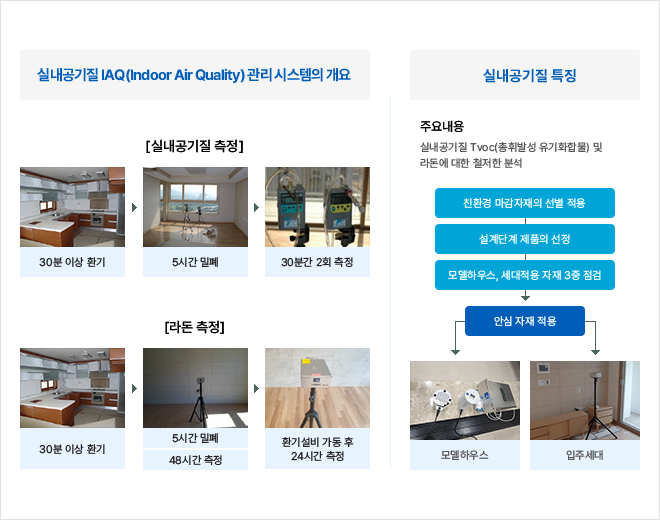 실내공기질 IAQ(Indoor Air Quality) 관리 시스템의 개요
[실내공기질 측정]
30분 이상 환기
5시간 밀폐
30분간 2회 측정
[라돈 측정]
30분 이상 환기
5시간 밀폐
48시간 측정
환기설비 가동 후
24시간 측정
실내공기질 특징
주요내용
실내공기질 Tvoc(총휘발성 유기화합물) 및
라돈에 대한 철저한 분석
친환경 마감자재의 선별 적용
설계단계 제품의 선정
모델하우스, 세대적용 자재 3중 점검
안심 자재 적용
모델하우스
입주세대